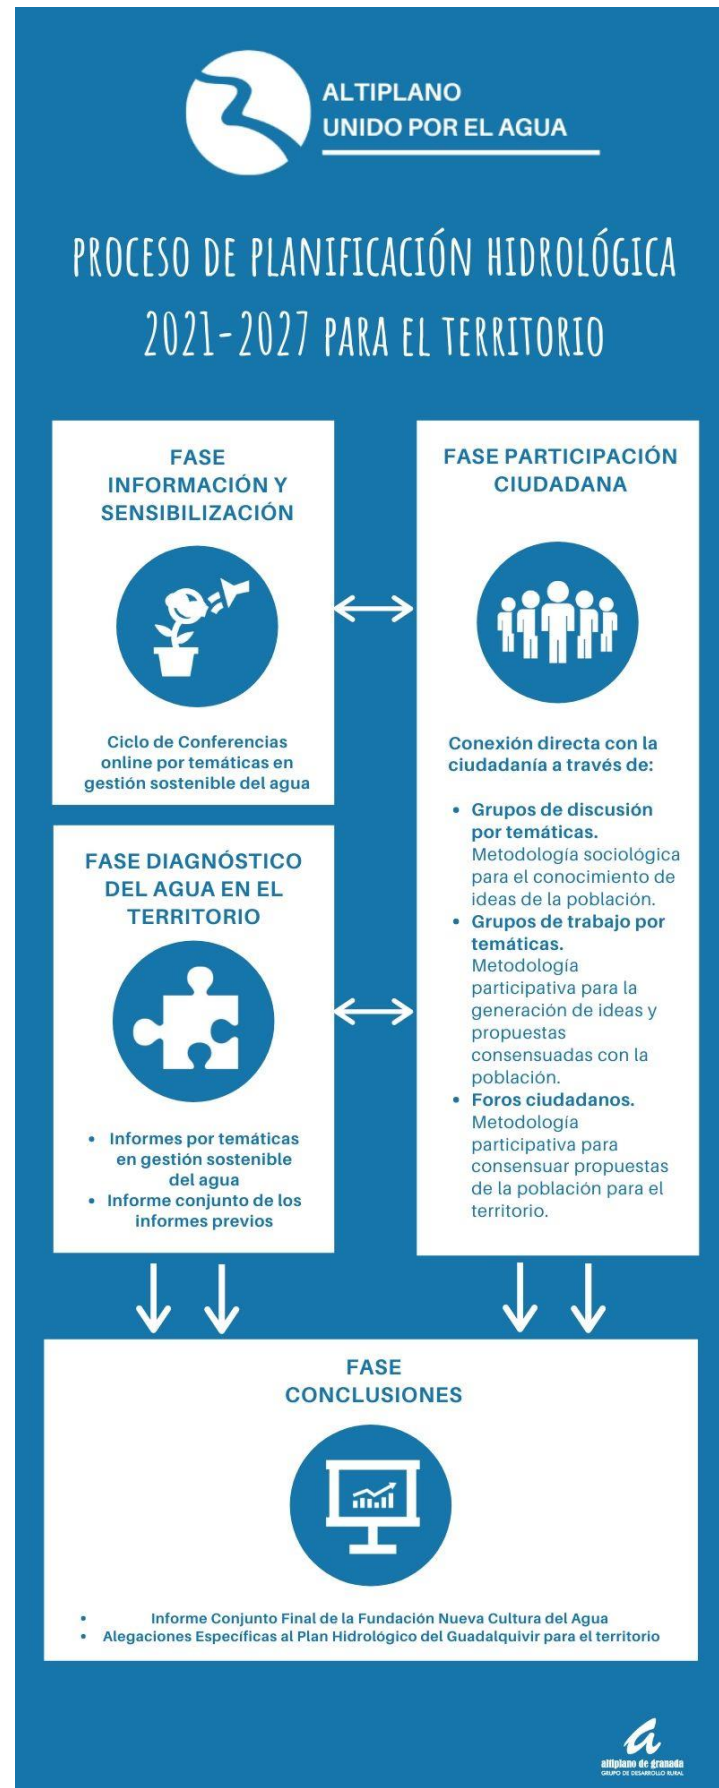 ALTIPLANO
UNIDO POR EL AGUA
PROCESO DE PLANIFICACIÓN HIDROLÓGICA
2021-2027 PARA EL TERRITORIO
FASE
INFORMACIÓN Y
SENSIBILIZACIÓN
Ciclo de Conferencias
online por temáticas en
gestión sostenible del agua
FASE DIAGNÓSTICO
DEL AGUA EN EL
TERRITORIO
• Informes por temáticas
en gestión sostenible
del agua
• Informe conjunto de los
informes previos
FASE PARTICIPACIÓN
CIUDADANA
Conexión directa con la
ciudadanía a través de:
• Grupos de discusión
por temáticas.
Metodología sociológica
para el conocimiento de
ideas de la población.
• Grupos de trabajo por
temáticas.
Metodología
participativa para la
generación de ideas y
propuestas
consensuadas con la
población.
• Foros ciudadanos.
Metodología
participativa para
consensuar propuestas
de la población para el
territorio.
FASE
CONCLUSIONES
• Informe Conjunto Final de la Fundación Nueva Cultura del Agua
• Alegaciones Específicas al Plan Hidrológico del Guadalquivir para el territorio
a
altiplano de granada
GRUPO DE DESARROLLO RURAL